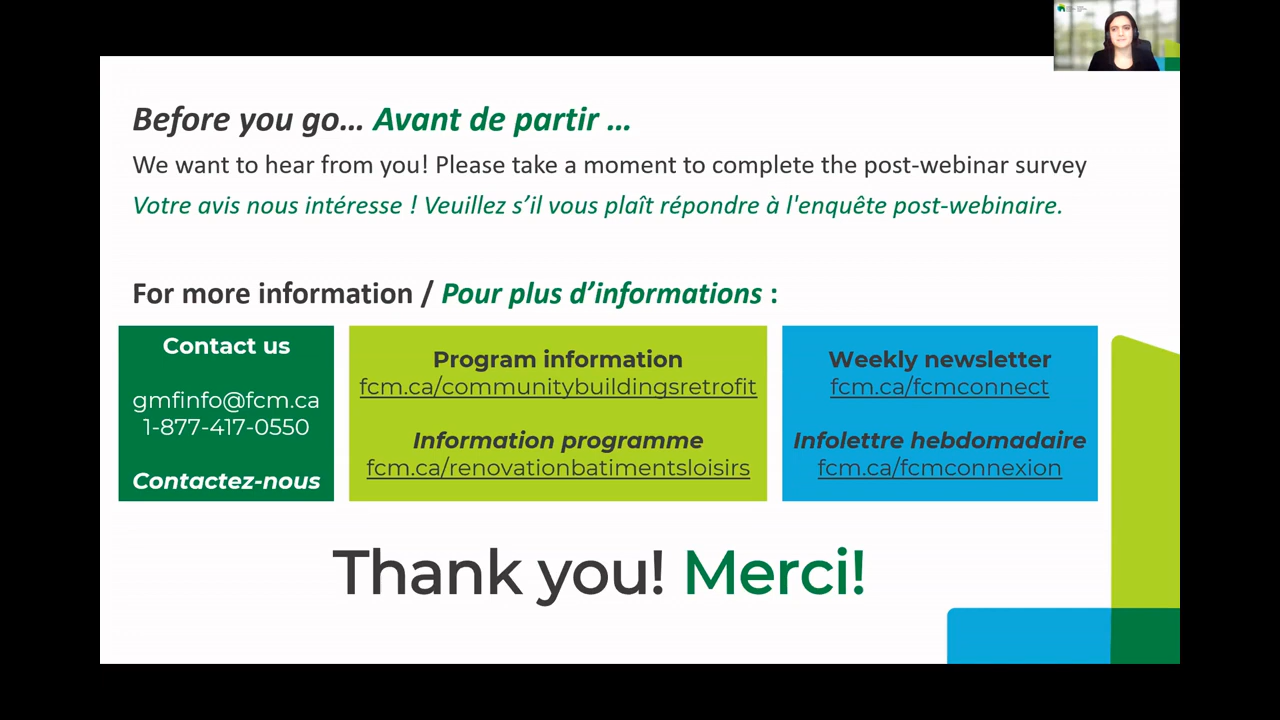 Before you go... Avant de partir ...
We want to hear from you! Please take a moment to complete the post-webinar survey
Votre avis nous intéresse ! Veuillez s’il vous plaît répondre à l'enquête post-webinaire.
For more information / Pour plus d’informations :
Contact us
gmfinfo@fcm.ca
1-877-417-0550
Contactez-nous
Program information
fcm.ca/communitybuildingsretrofit
Information programme
fcm.ca/renovationbatimentsloisirs
Weekly newsletter
fcm.ca/fcmconnect
Infolettre hebdomadaire
fcm.ca/fcmconnexion
Thank you! Merci!